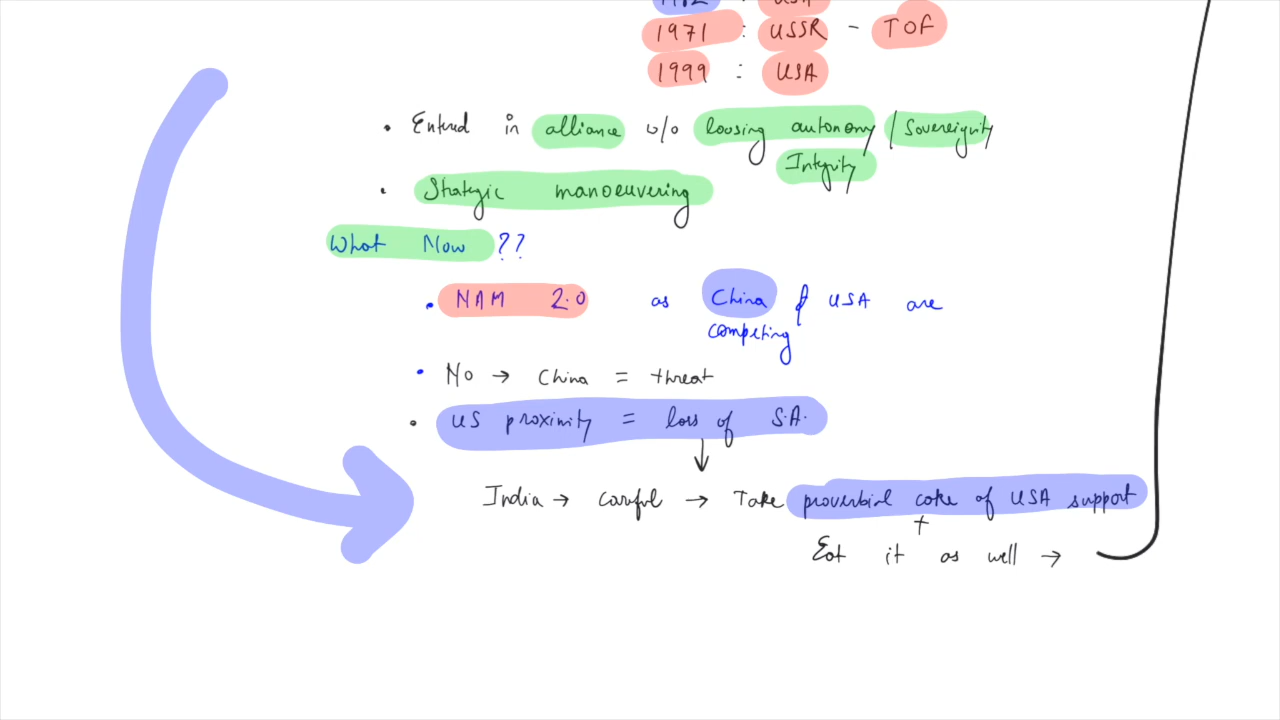 : USA
1971 : USSR - TOF
1999 : USA
• Entered in alliance w/o loosing autonomy / Sovereignity
Integrity
• Strategic manoeuvering
What Now ??
• NAM 2.0 as China & USA are
competing
• No → China = threat
• US proximity = loss of S.A.
↓
India → careful → Take proverbial cake of USA support
+
Eat it as well →